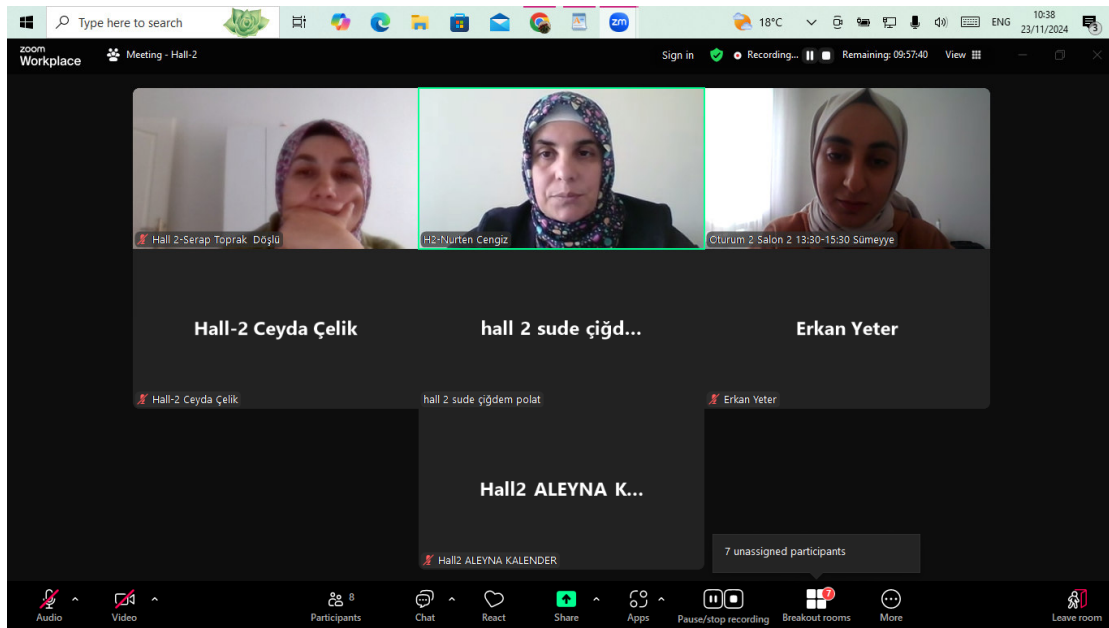 Type here to search
zm
18°C
ENG
10:38
23/11/2024
3
zoom
Workplace
Meeting - Hall-2
Sign in
Recording...
Remaining: 09:57:40
View
Hall 2-Serap Toprak Döşlü
H2-Nurten Cengiz
Oturum 2 Salon 2 13:30-15:30 Sümeyye
Hall-2 Ceyda Çelik
hall 2 sude çiğd...
Erkan Yeter
Hall-2 Ceyda Çelik
hall 2 sude çiğdem polat
Erkan Yeter
Hall2 ALEYNA K...
Hall2 ALEYNA KALENDER
7 unassigned participants
8
7
Audio
Video
Participants
Chat
React
Share
Apps
Pause/stop recording
Breakout rooms
More
Leave room